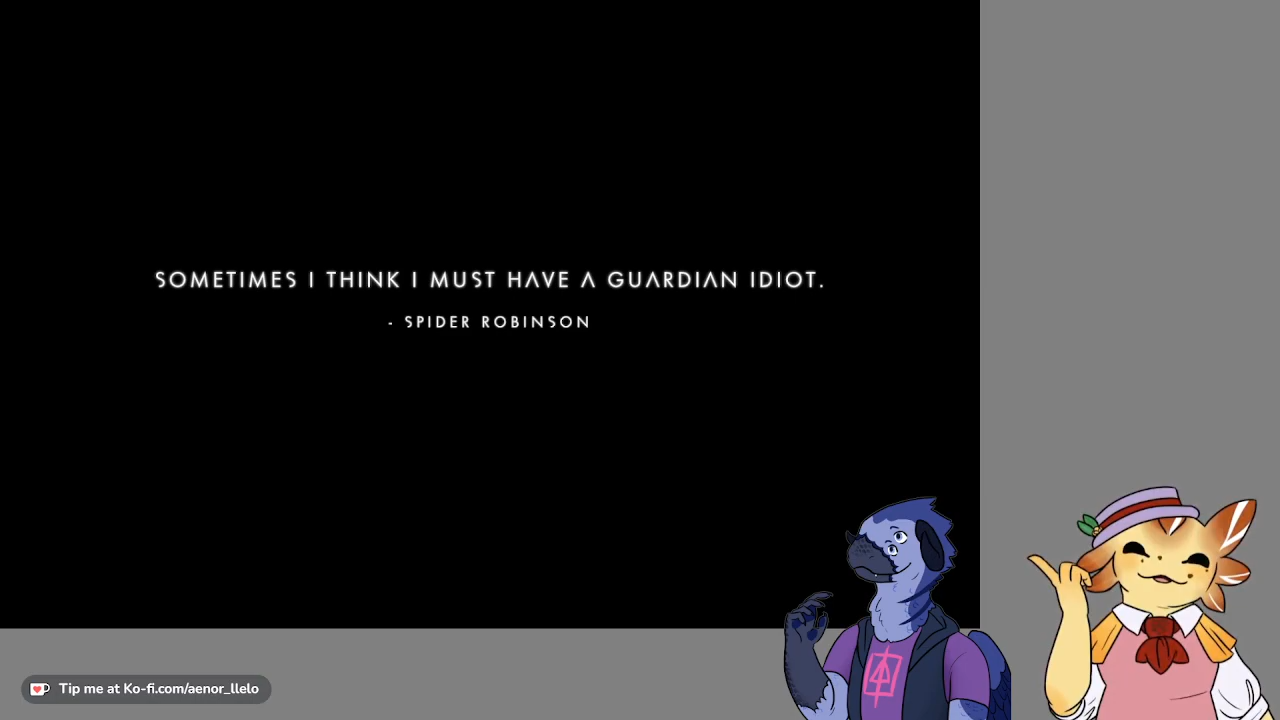 SOMETIMES I THINK I MUST HAVE A GUARDIAN IDIOT.
- SPIDER ROBINSON
Tip me at Ko-fi.com/aenor_llelo